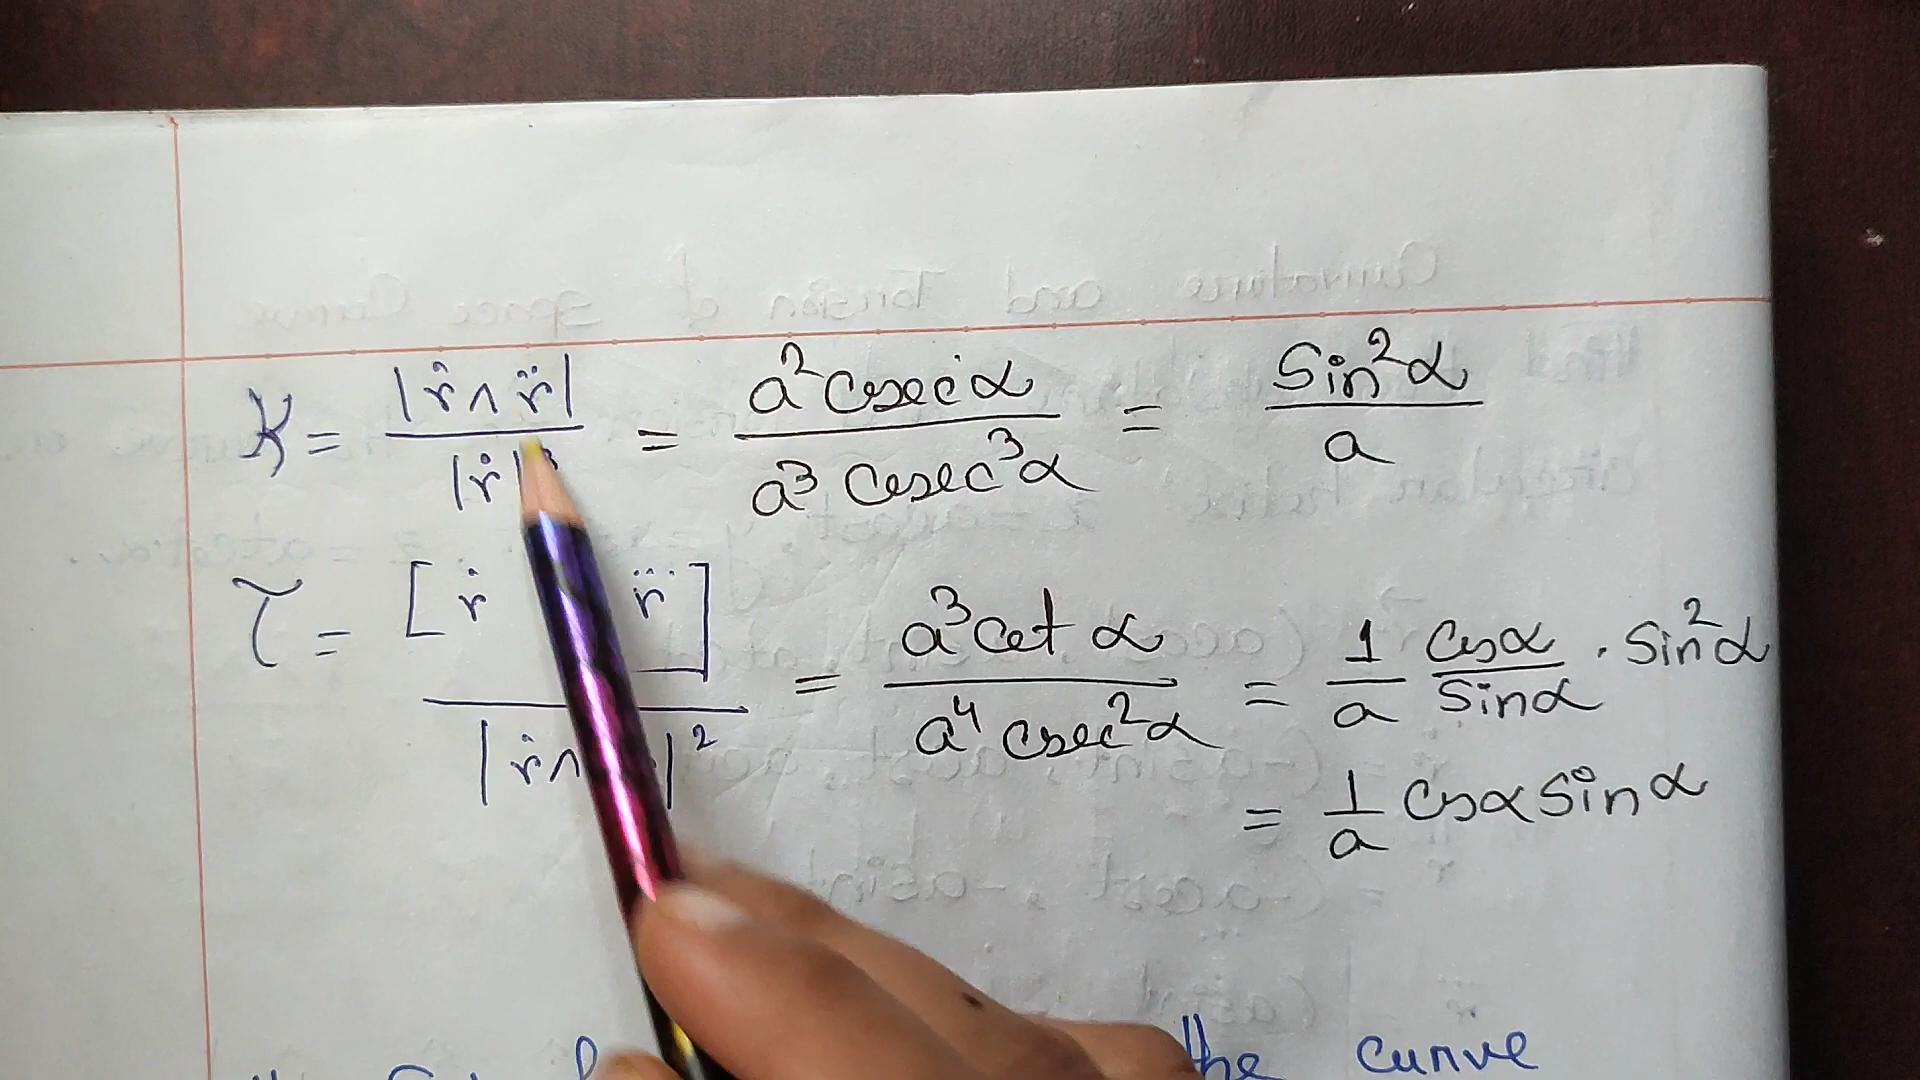 K = |ṙ ∧ r̈| / |ṙ|³ = a² cosec α / a³ cosec³ α = Sin² α / a
τ = [ṙ r⃛] / |ṙ ∧ |² = a³ cot α / a⁴ cosec² α = 1/a Cos α / Sin α · Sin² α
= 1/a Cos α Sin α
the curve